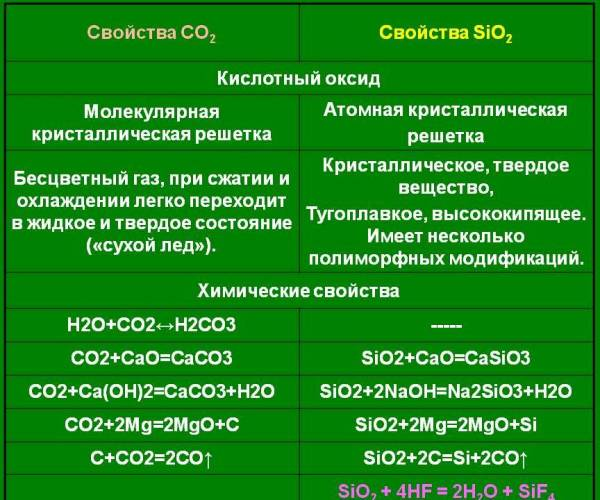 Свойства CO₂
Свойства SiO₂
Кислотный оксид
Молекулярная
кристаллическая решетка
Атомная кристаллическая
решетка
Бесцветный газ, при сжатии и
охлаждении легко переходит
в жидкое и твердое состояние
(«сухой лед»).
Кристаллическое, твердое
вещество,
Тугоплавкое, высококипящее.
Имеет несколько
полиморфных модификаций.
Химические свойства
H2O+CO2↔H2CO3
-----
CO2+CaO=CaCO3
SiO2+CaO=CaSiO3
CO2+Ca(OH)2=CaCO3+H2O
SiO2+2NaOH=Na2SiO3+H2O
CO2+2Mg=2MgO+C
SiO2+2Mg=2MgO+Si
C+CO2=2CO↑
SiO2+2C=Si+2CO↑
SiO₂ + 4HF = 2H₂O + SiF₄